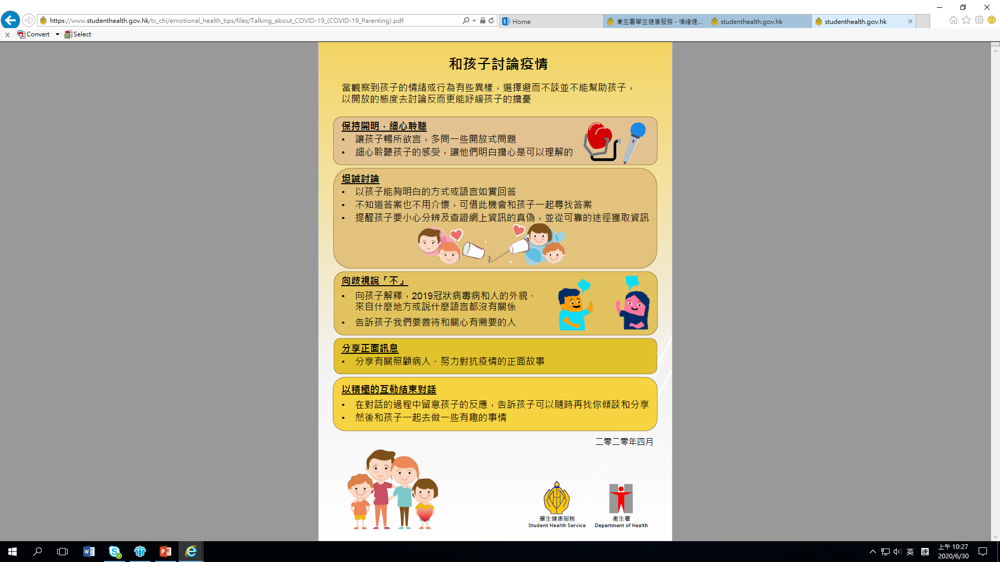 https://www.studenthealth.gov.hk/tc_chi/emotional_health_tips/files/Talking_about_COVID-19_(COVID-19_Parenting).pdf
Home
衞生署學生健康服務 - 情緒健...
studenthealth.gov.hk
studenthealth.gov.hk
x Convert Select
和孩子討論疫情
當觀察到孩子的情緒或行為有些異樣，選擇避而不談並不能幫助孩子，
以開放的態度去討論反而更能紓緩孩子的擔憂
保持開明，細心聆聽
• 讓孩子暢所欲言，多問一些開放式問題
• 細心聆聽孩子的感受，讓他們明白擔心是可以理解的
坦誠討論
• 以孩子能夠明白的方式或語言如實回答
• 不知道答案也不用介懷，可借此機會和孩子一起尋找答案
• 提醒孩子要小心分辨及查證網上資訊的真偽，並從可靠的途徑獲取資訊
向歧視說「不」
• 向孩子解釋，2019冠狀病毒病和人的外貌、
來自什麼地方或說什麼語言都沒有關係
• 告訴孩子我們要善待和關心有需要的人
分享正面訊息
• 分享有關照顧病人、努力對抗疫情的正面故事
以積極的互動結束對話
• 在對話的過程中留意孩子的反應，告訴孩子可以隨時再找你傾談和分享
• 然後和孩子一起去做一些有趣的事情
二零二零年四月
學生健康服務
Student Health Service
衞生署
Department of Health
英
速
上午 10:27
2020/6/30